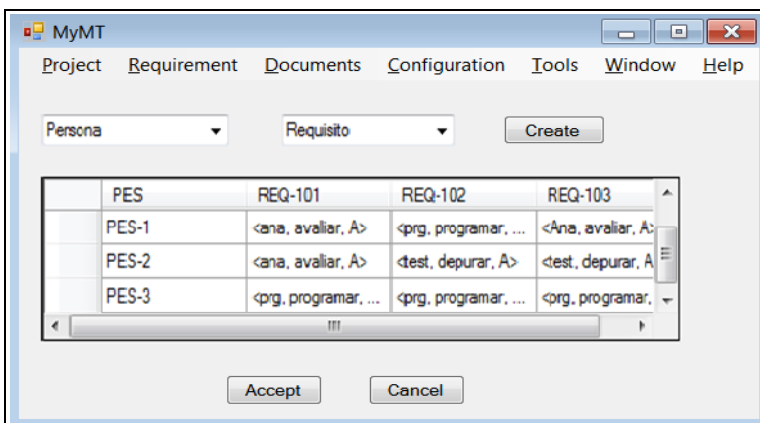 MyMT
Project Requirement Documents Configuration Tools Window Help
Persona Requisito Create
PES REQ-101 REQ-102 REQ-103
PES-1 <ana, avaliar, A> <prg, programar, ... <Ana, avaliar, A>
PES-2 <ana, avaliar, A> <test, depurar, A> <test, depurar, A
PES-3 <prg, programar, ... <prg, programar, ... <prg, programar,
Accept Cancel